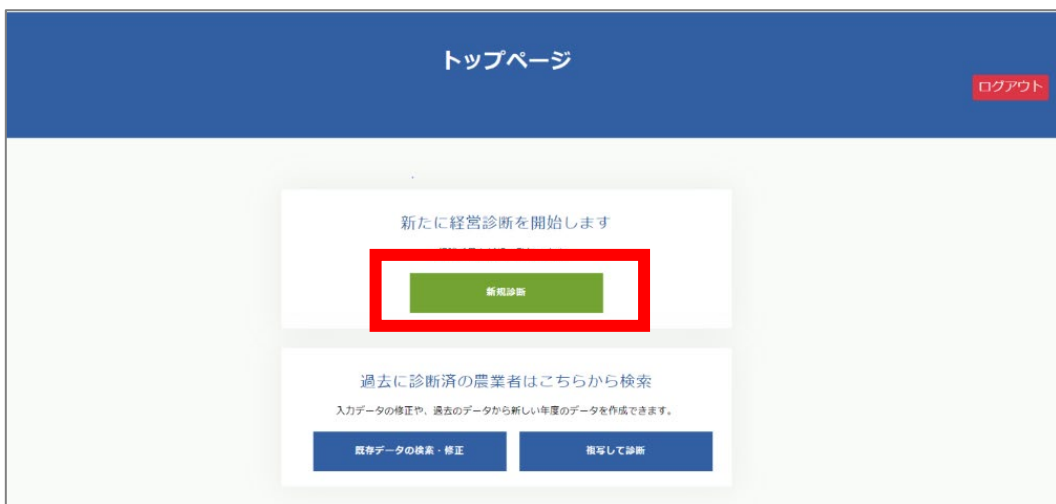 トップページ
ログアウト
新たに経営診断を開始します
新規診断
過去に診断済の農業者はこちらから検索
入力データの修正や、過去のデータから新しい年度のデータを作成できます。
既存データの検索・修正
複写して診断